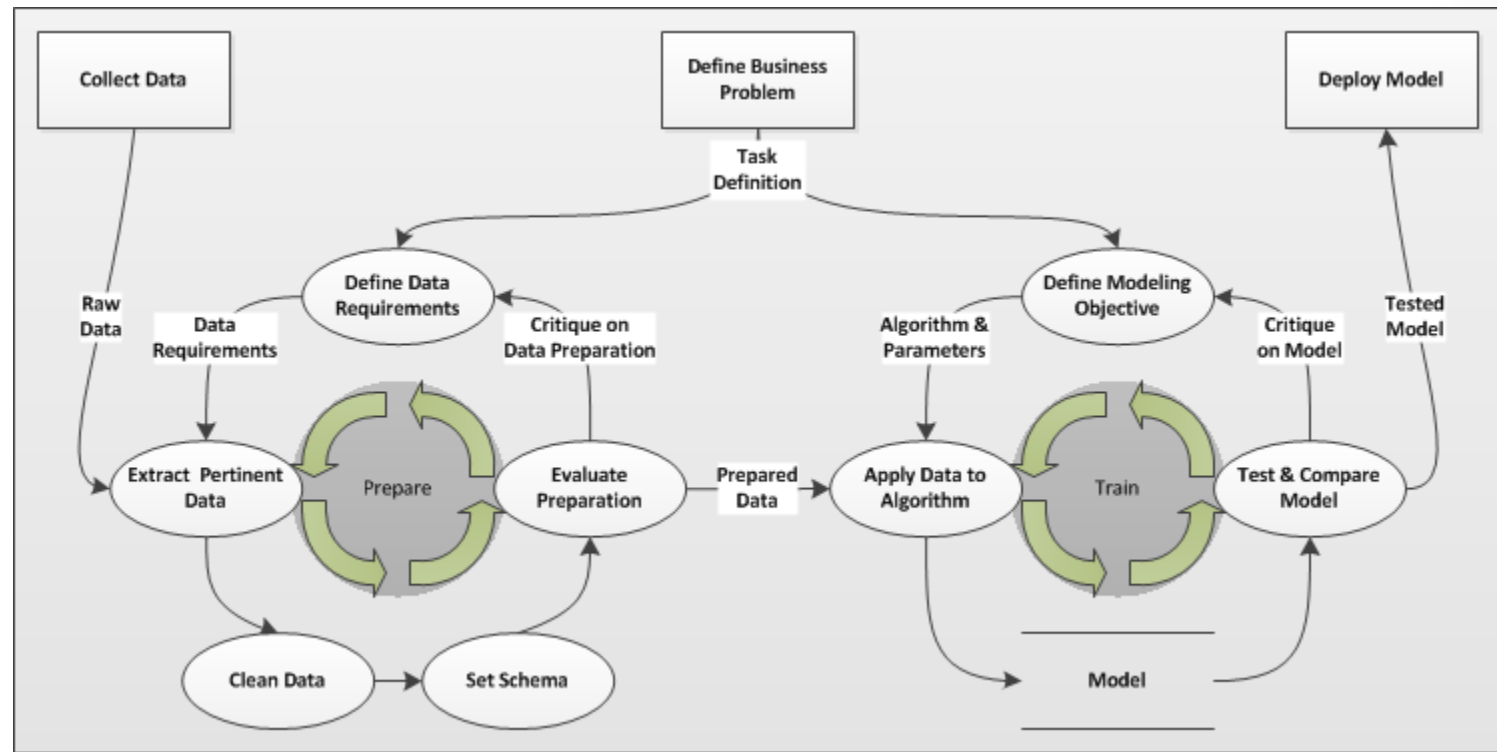 Collect Data
Define Business
Problem
Deploy Model
Task
Definition
Define Data
Requirements
Define Modeling
Objective
Raw
Data
Data
Requirements
Critique on
Data Preparation
Algorithm &
Parameters
Critique
on Model
Tested
Model
Extract Pertinent
Data
Prepare
Evaluate
Preparation
Prepared
Data
Apply Data to
Algorithm
Train
Test & Compare
Model
Clean Data
Set Schema
Model